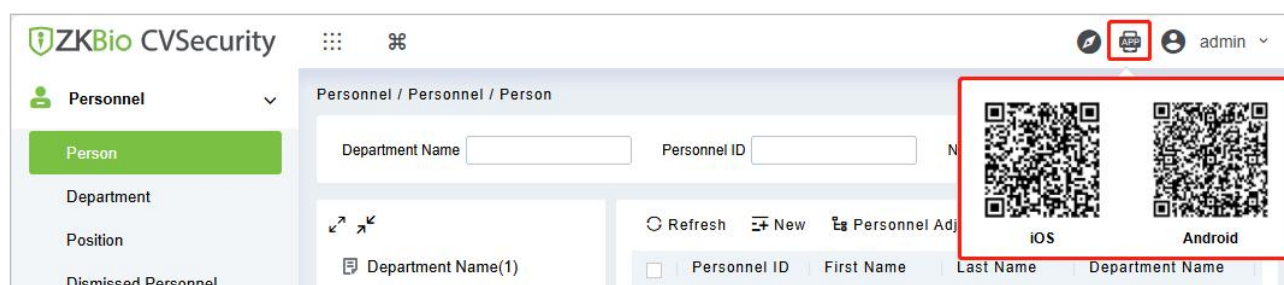 ZKBio CVSecurity
APP
admin
Personnel
Personnel / Personnel / Person
Person
Department Name
Personnel ID
N
Department
Position
Dismissed Personnel
Department Name(1)
Refresh New Personnel Adj
Personnel ID First Name Last Name Department Name
iOS Android